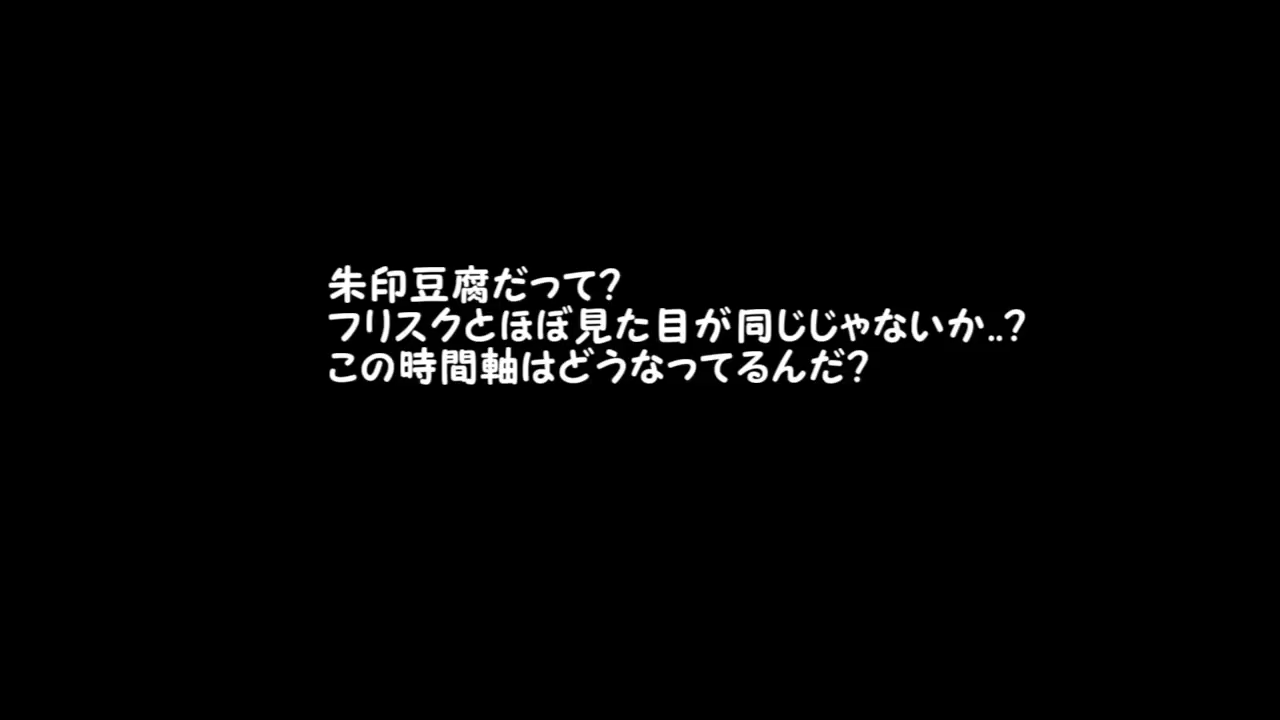 朱印豆腐だって?
フリスクとほぼ見た目が同じじゃないか..?
この時間軸はどうなってるんだ?